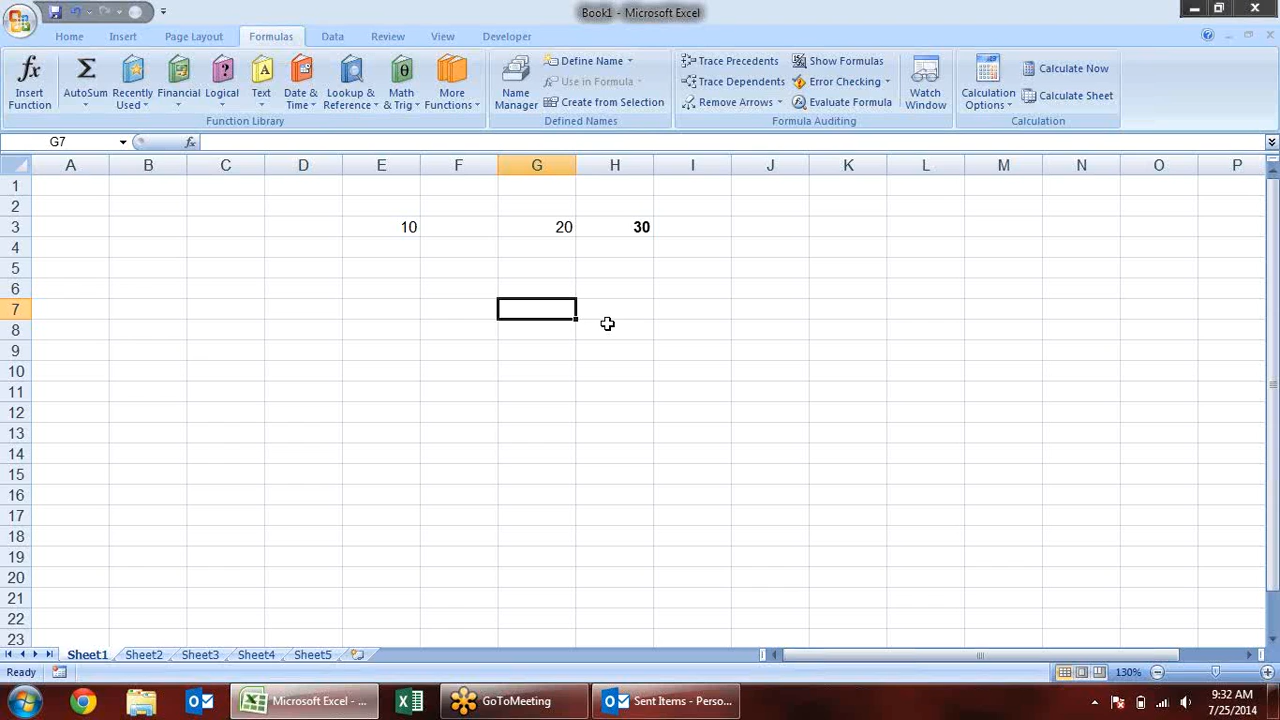 Book1 - Microsoft Excel
Home Insert Page Layout Formulas Data Review View Developer
Insert Function
AutoSum
Recently Used
Financial
Logical
Text
Date & Time
Lookup & Reference
Math & Trig
More Functions
Function Library
Name Manager
Define Name
Use in Formula
Create from Selection
Defined Names
Trace Precedents
Trace Dependents
Remove Arrows
Show Formulas
Error Checking
Evaluate Formula
Formula Auditing
Watch Window
Calculation Options
Calculate Now
Calculate Sheet
Calculation
G7 fx
A B C D E F G H I J K L M N O P
1
2
3 10 20 30
4
5
6
7
8
9
10
11
12
13
14
15
16
17
18
19
20
21
22
23
Sheet1 Sheet2 Sheet3 Sheet4 Sheet5
Ready 130%
Microsoft Excel - ... GoToMeeting Sent Items - Perso...
9:32 AM
7/25/2014